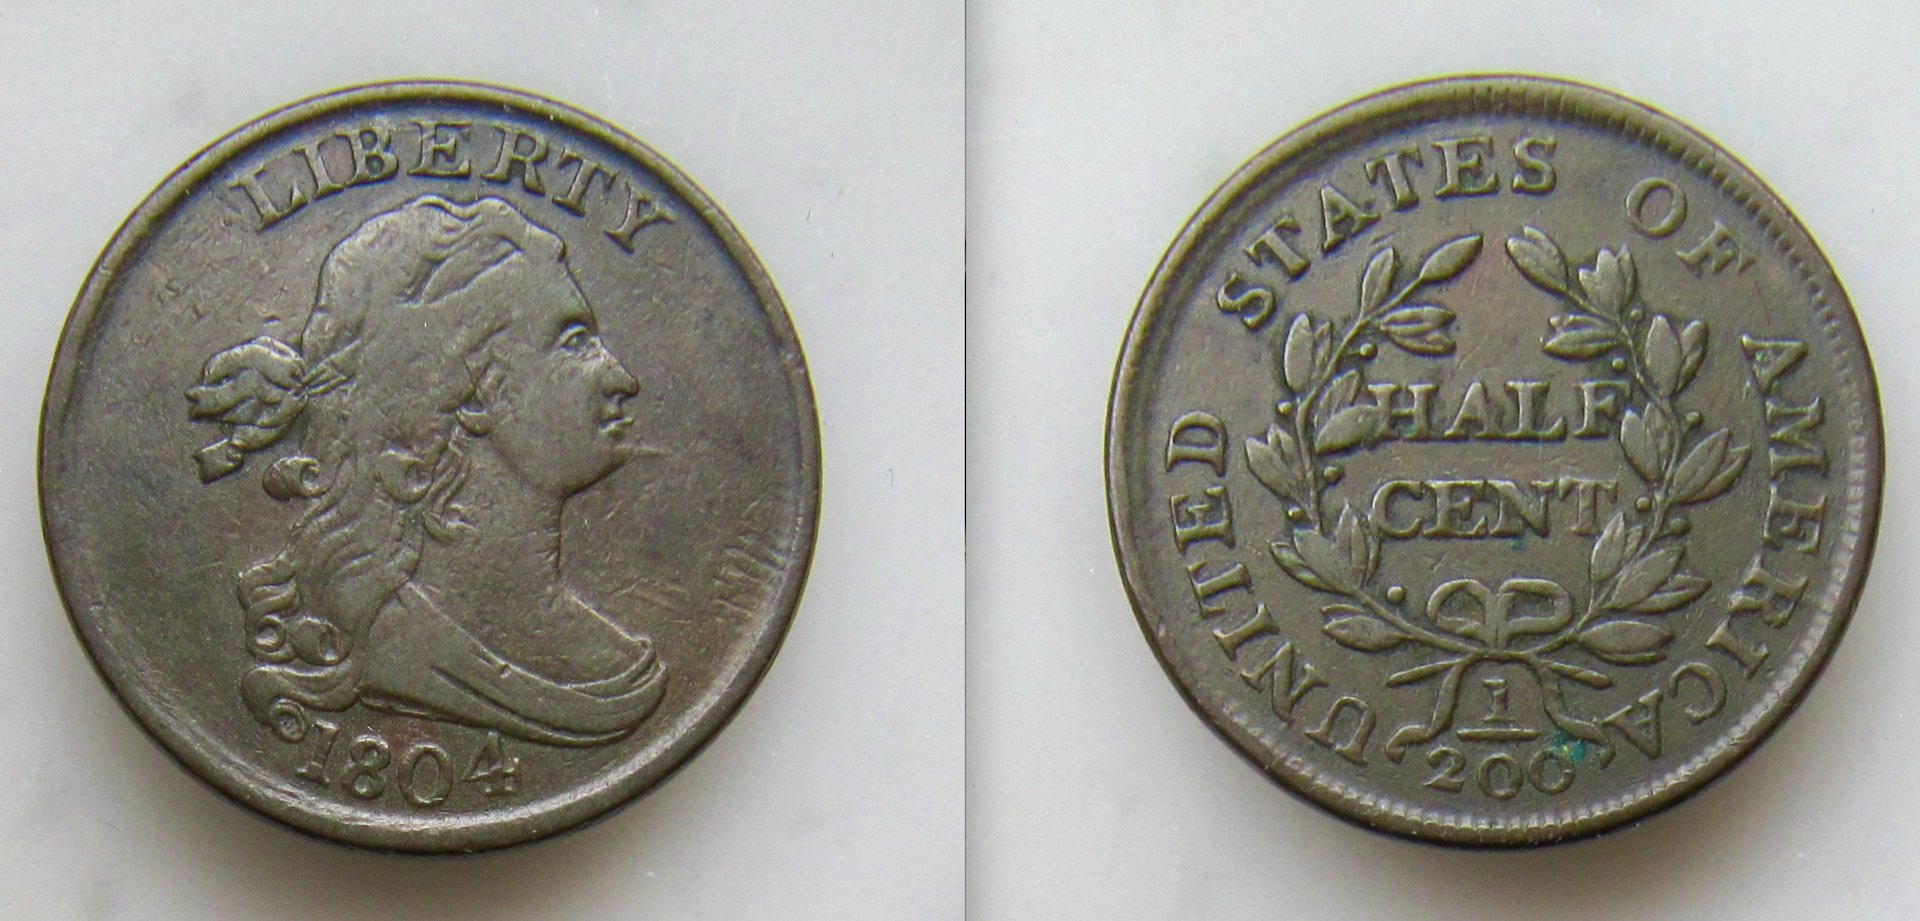 LIBERTY
1804
UNITED STATES OF AMERICA
HALF
CENT
1
200